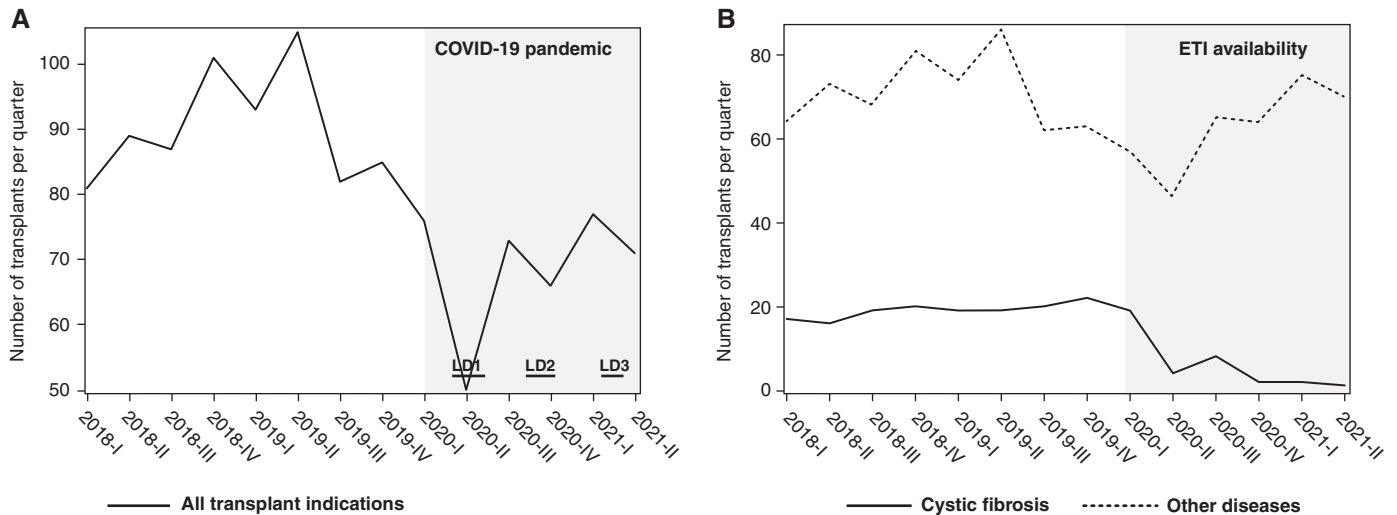 A
COVID-19 pandemic
Number of transplants per quarter
100
90
80
70
60
50
LD1
LD2
LD3
2018-I
2018-II
2018-III
2018-IV
2019-I
2019-II
2019-III
2019-IV
2020-I
2020-II
2020-III
2020-IV
2021-I
2021-II
All transplant indications
B
ETI availability
Number of transplants per quarter
80
60
40
20
0
2018-I
2018-II
2018-III
2018-IV
2019-I
2019-II
2019-III
2019-IV
2020-I
2020-II
2020-III
2020-IV
2021-I
2021-II
Cystic fibrosis
Other diseases